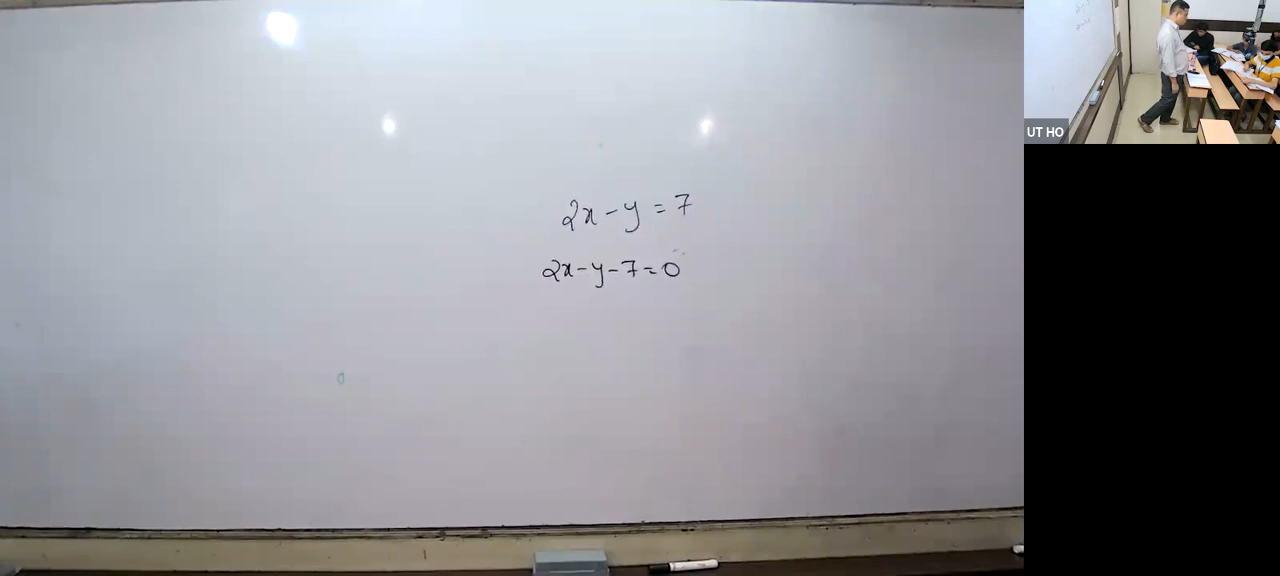 2x - y = 7
2x - y - 7 = 0
UT HO